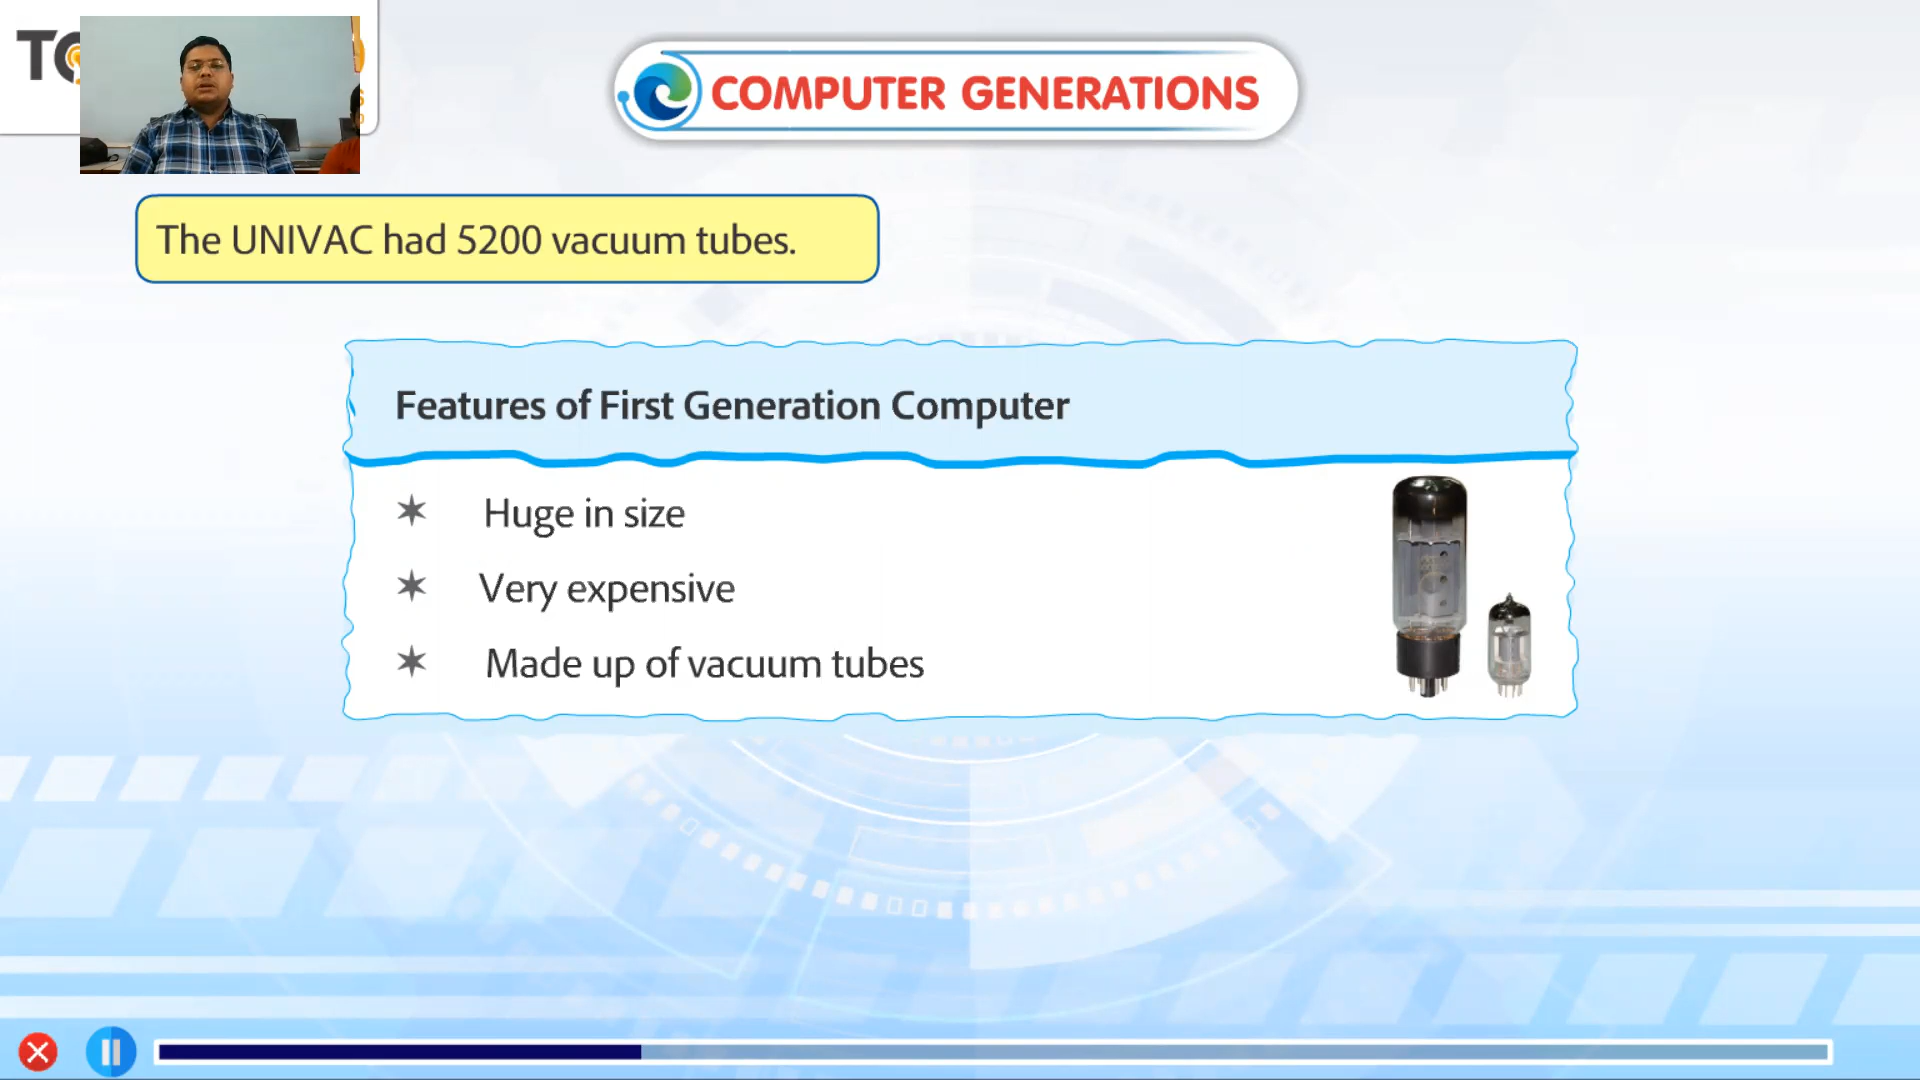 COMPUTER GENERATIONS
The UNIVAC had 5200 vacuum tubes.
Features of First Generation Computer
✶ Huge in size
✶ Very expensive
✶ Made up of vacuum tubes